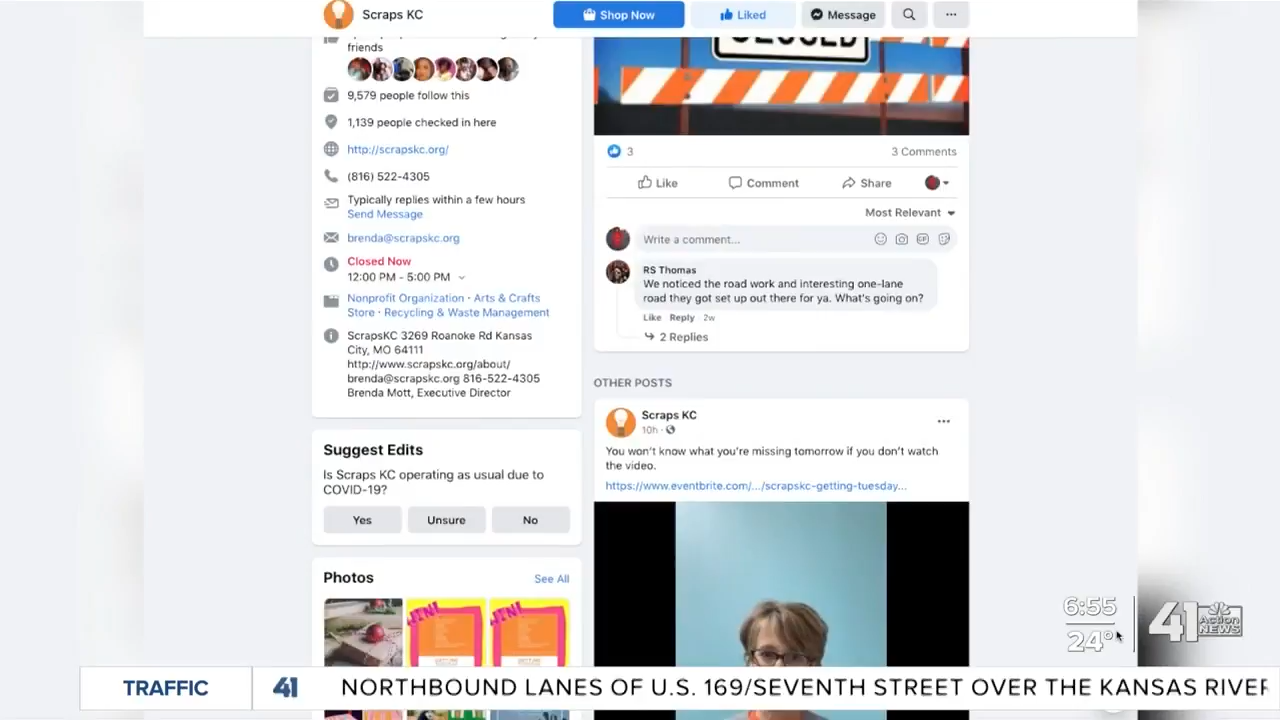 Scraps KC
Shop Now
Liked
Message
friends
9,579 people follow this
1,139 people checked in here
http://scrapskc.org/
(816) 522-4305
Typically replies within a few hours
Send Message
brenda@scrapskc.org
Closed Now
12:00 PM - 5:00 PM
Nonprofit Organization · Arts & Crafts
Store · Recycling & Waste Management
ScrapsKC 3269 Roanoke Rd Kansas
City, MO 64111
http://www.scrapskc.org/about/
brenda@scrapskc.org 816-522-4305
Brenda Mott, Executive Director
Suggest Edits
Is Scraps KC operating as usual due to
COVID-19?
Yes
Unsure
No
Photos
See All
JEN!
JEN!
CLOSED
3
3 Comments
Like
Comment
Share
Most Relevant
Write a comment...
GIF
RS Thomas
We noticed the road work and interesting one-lane
road they got set up out there for ya. What's going on?
Like Reply 2w
2 Replies
OTHER POSTS
Scraps KC
10h ·
You won't know what you're missing tomorrow if you don't watch
the video.
https://www.eventbrite.com/.../scrapskc-getting-tuesday...
6:55
24°
41 Action NEWS
TRAFFIC
41
NORTHBOUND LANES OF U.S. 169/SEVENTH STREET OVER THE KANSAS RIVER